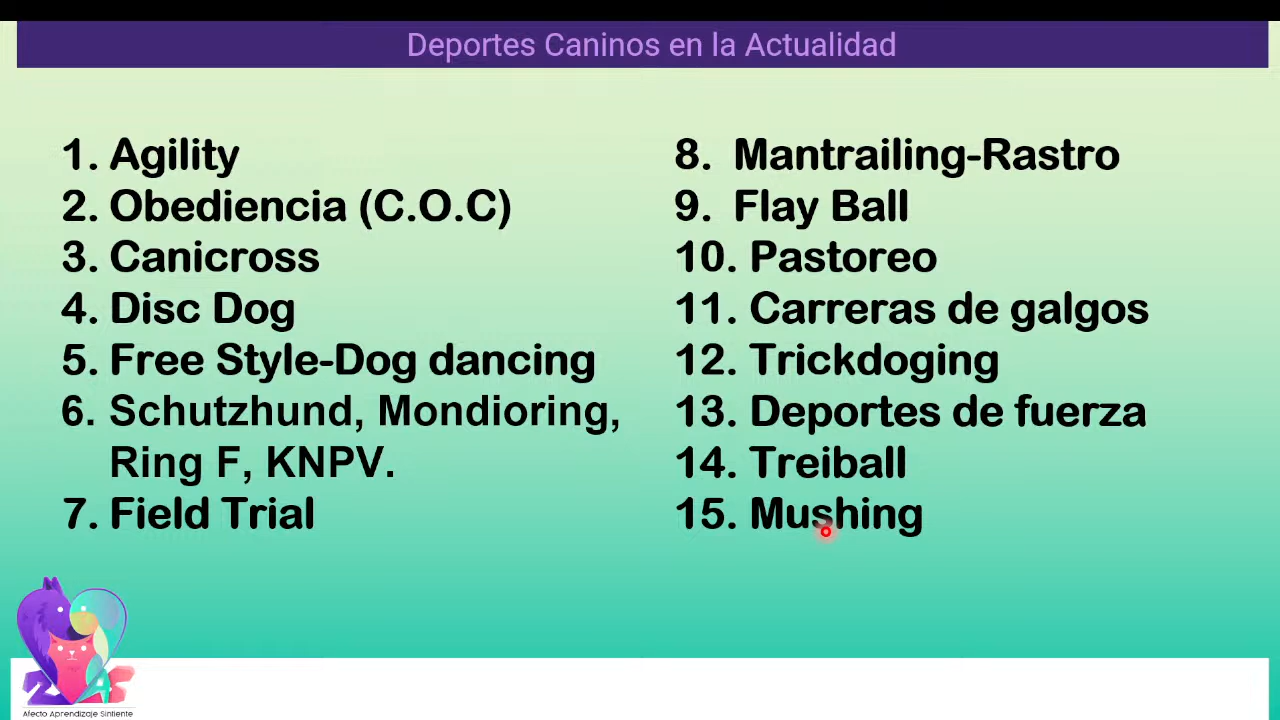 Deportes Caninos en la Actualidad
1. Agility
2. Obediencia (C.O.C)
3. Canicross
4. Disc Dog
5. Free Style-Dog dancing
6. Schutzhund, Mondioring,
Ring F, KNPV.
7. Field Trial
8. Mantrailing-Rastro
9. Flay Ball
10. Pastoreo
11. Carreras de galgos
12. Trickdoging
13. Deportes de fuerza
14. Treiball
15. Mushing
Afecto Aprendizaje Sintiente